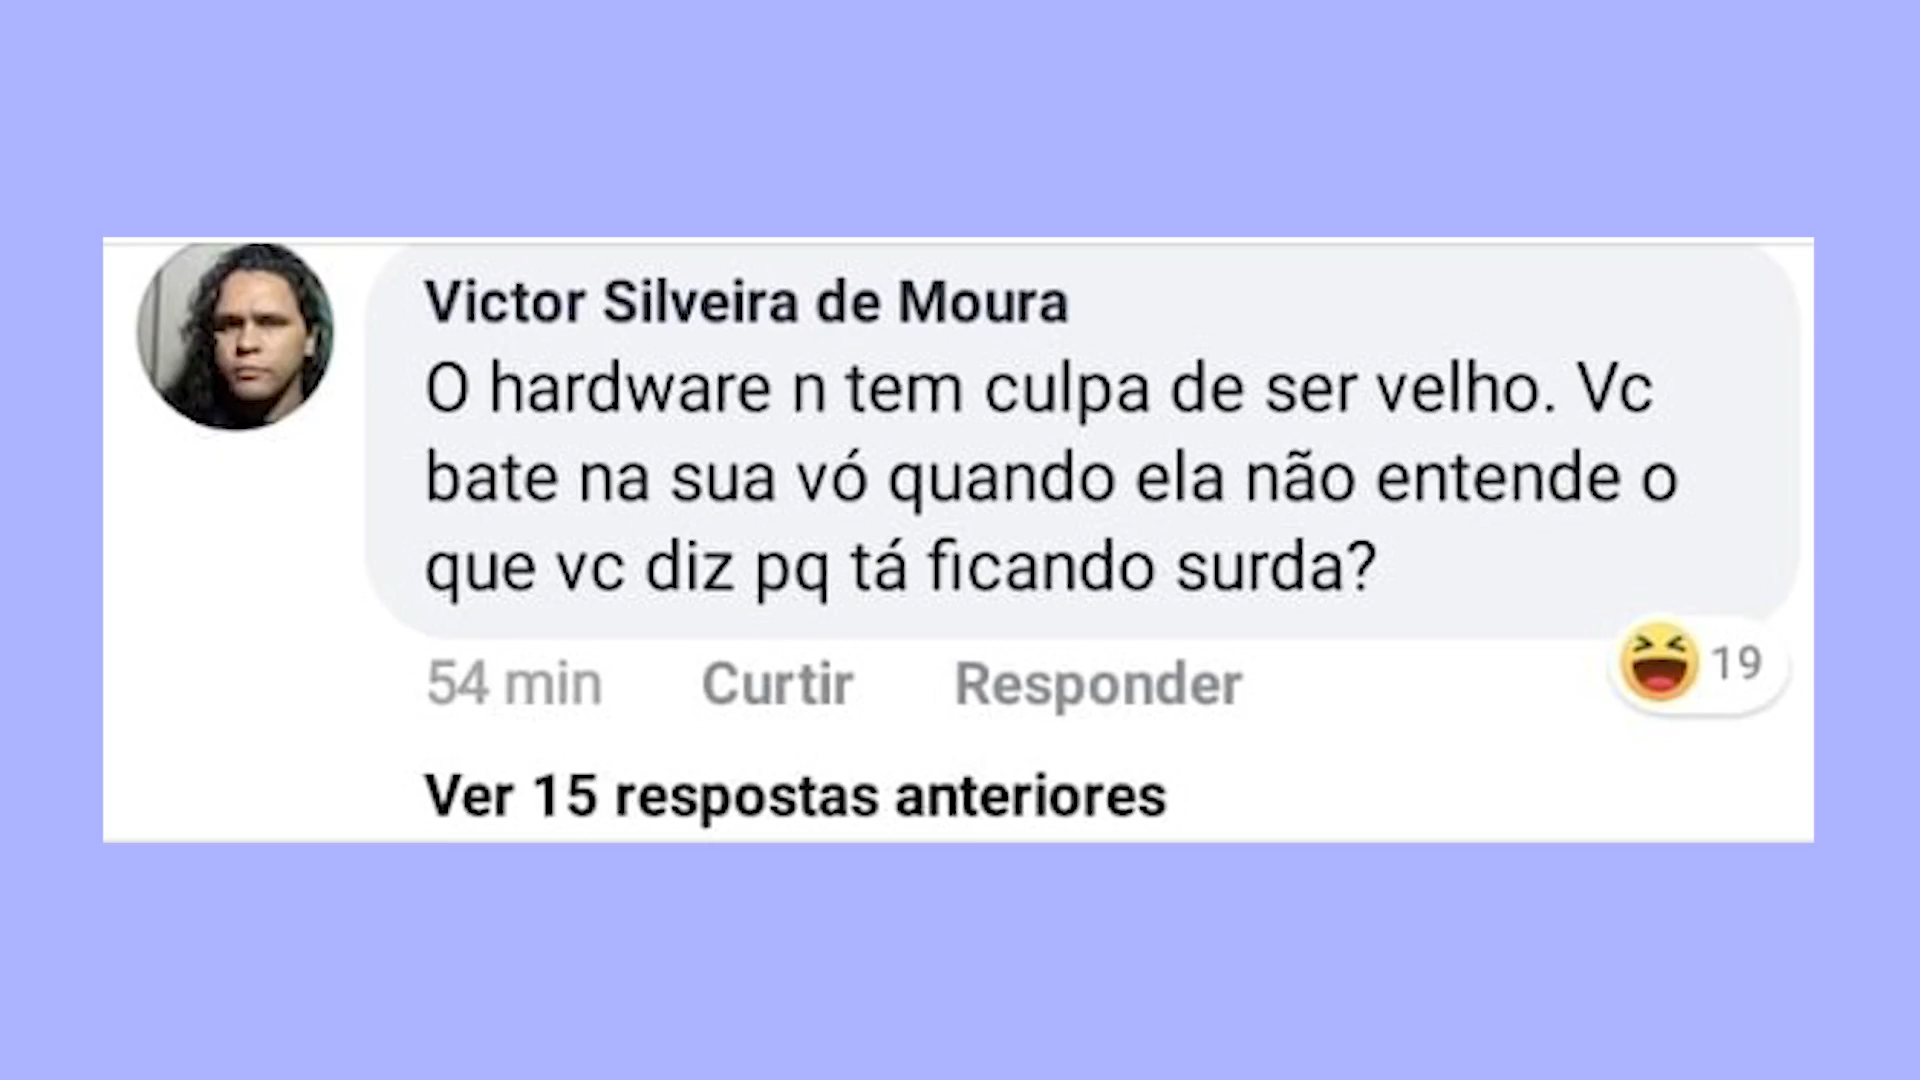 Victor Silveira de Moura
O hardware n tem culpa de ser velho. Vc
bate na sua vó quando ela não entende o
que vc diz pq tá ficando surda?
54 min Curtir Responder 19
Ver 15 respostas anteriores